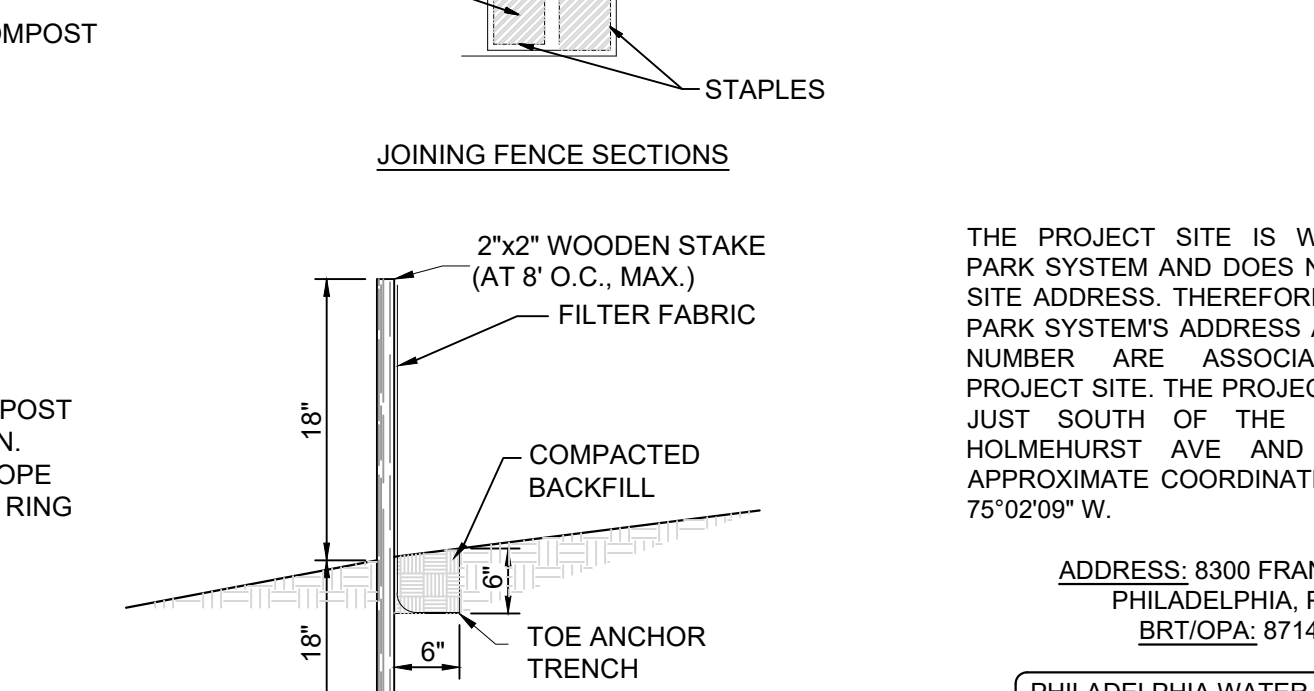 OMPOST
STAPLES
JOINING FENCE SECTIONS
2"x2" WOODEN STAKE
(AT 8' O.C., MAX.)
FILTER FABRIC
18"
COMPACTED
BACKFILL
6"
18"
6"
TOE ANCHOR
TRENCH
POST
N.
OPE
RING
THE PROJECT SITE IS W
PARK SYSTEM AND DOES N
SITE ADDRESS. THEREFOR
PARK SYSTEM'S ADDRESS A
NUMBER ARE ASSOCIA
PROJECT SITE. THE PROJEC
JUST SOUTH OF THE
HOLMEHURST AVE AND
APPROXIMATE COORDINAT
75°02'09" W.
ADDRESS: 8300 FRAN
PHILADELPHIA, P
BRT/OPA: 8714
PHILADELPHIA WATER